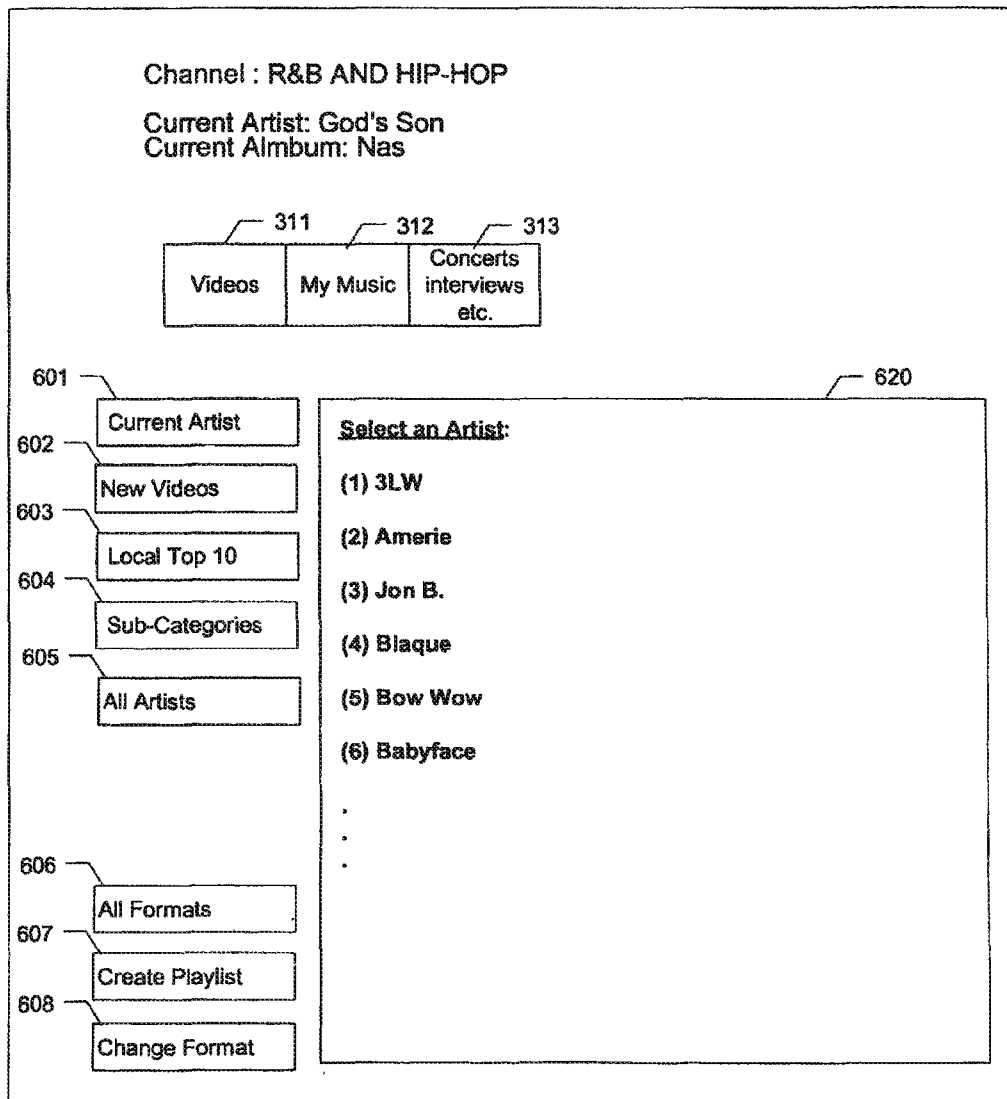 Channel : R&B AND HIP-HOP
Current Artist: God's Son
Current Almbum: Nas
311
312
313
Videos
My Music
Concerts
interviews
etc.
601
Current Artist
602
New Videos
603
Local Top 10
604
Sub-Categories
605
All Artists
606
All Formats
607
Create Playlist
608
Change Format
620
Select an Artist:
(1) 3LW
(2) Amerie
(3) Jon B.
(4) Blaque
(5) Bow Wow
(6) Babyface
.
.
.